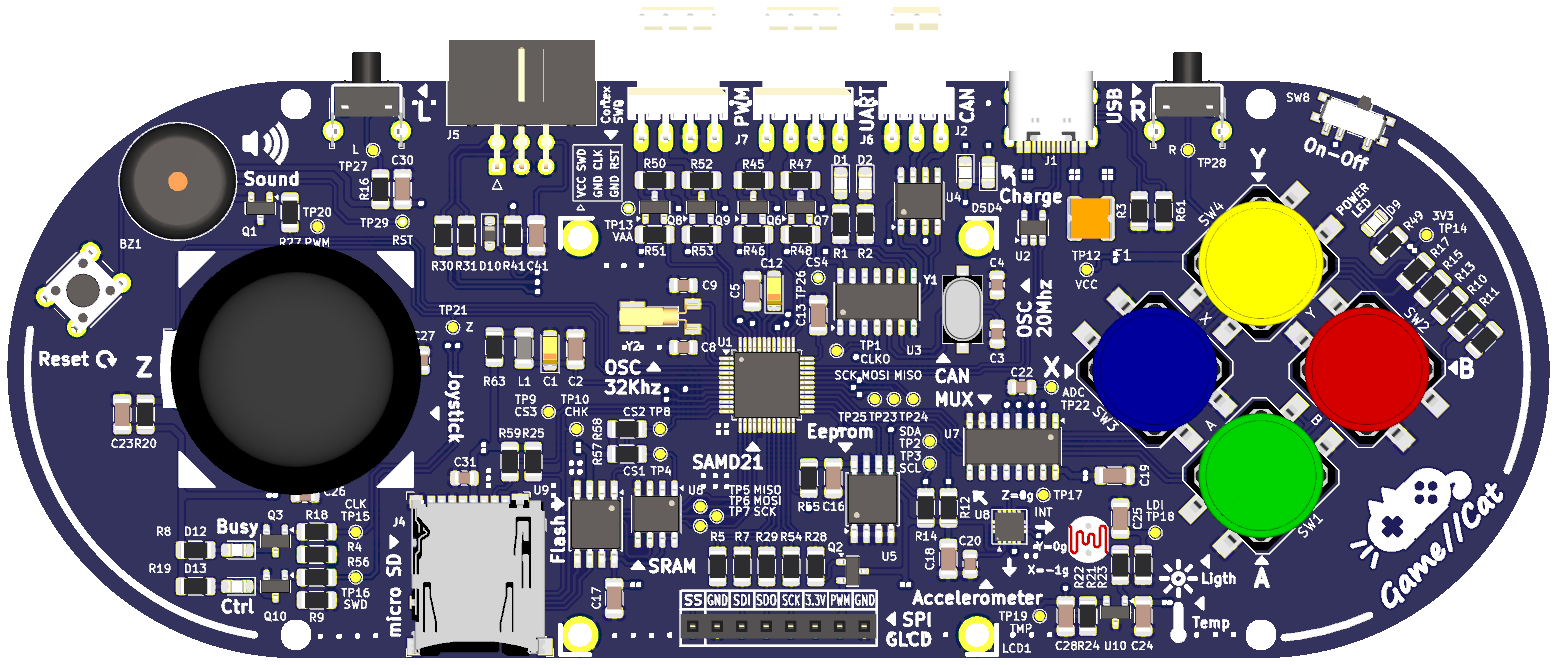 L
J5
Cortex
SWD
PWM
J7
UART
J6
CAN
J2
USB
J1
R
SW8
On-Off
L
TP27
C30
R16
TP29
RST
Sound
BZ1
Q1
TP20
PWM
VCC SWD
GND CLK
GND RST
TP13
VAA
R50
R52
R45
R47
D1
D2
Q8
Q9
Q6
Q7
R51
R53
R46
R48
R1
R2
U4
D5
D4
Charge
U2
R3
R61
F1
TP12
VCC
R
TP28
Y
SW4
POWER
LED
D9
R49
3V3
TP14
R17
R15
R13
R10
R11
R30
R31
D10
R41
C41
Reset
Z
TP21
Z
C27
Joystick
C23
R20
R63
L1
C1
C2
C9
Y2
C8
OSC
32Khz
C5
C12
TP26
CS4
C13
U1
TP1
CLKO
U3
Y1
C4
C3
OSC
20Mhz
CAN
MUX
SCK
MOSI
MISO
TP25
TP23
TP24
C22
X
ADC
TP22
X
Y
A
B
SW3
SW2
B
SW1
A
TP9
CS3
TP10
CHK
CS2
TP8
R58
R57
CS1
TP4
R59
R25
SAMD21
Eeprom
SDA
TP2
TP3
SCL
U7
C19
C31
U9
Flash
U6
TP5 MISO
TP6 MOSI
TP7 SCK
C16
U5
R14
R12
Z=0g
TP17
INT
U8
Y=0g
X=-1g
C25
LDI
TP18
C26
CLK
TP15
R8
D12
Busy
Q3
R18
R4
R56
R19
D13
Ctrl
Q10
TP16
SWD
R9
J4
micro SD
SRAM
C17
R5
R7
R29
R54
R28
Q2
C18
C20
Accelerometer
R22
R21
R23
Ligth
Temp
SS
GND
SDI
SDO
SCK
3.3V
PWM
GND
SPI
GLCD
TP19
TMP
LCD1
C28
R24
U10
C24
Game//Cat